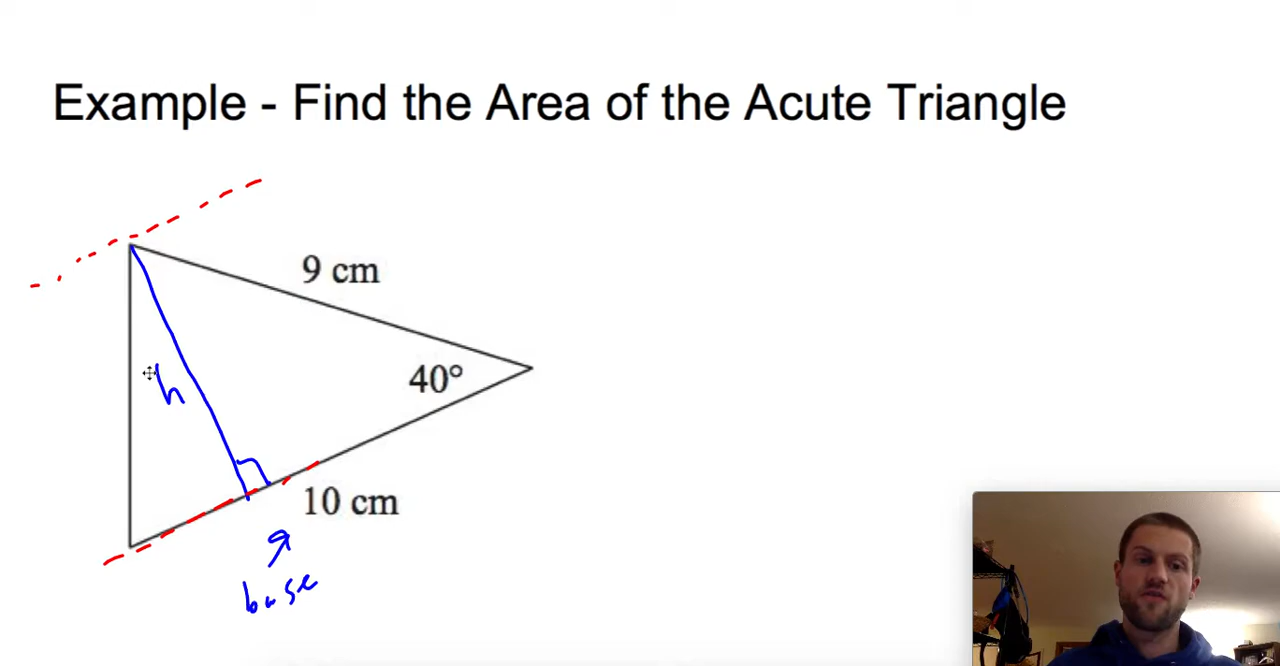 Example - Find the Area of the Acute Triangle
9 cm
40°
h
10 cm
base